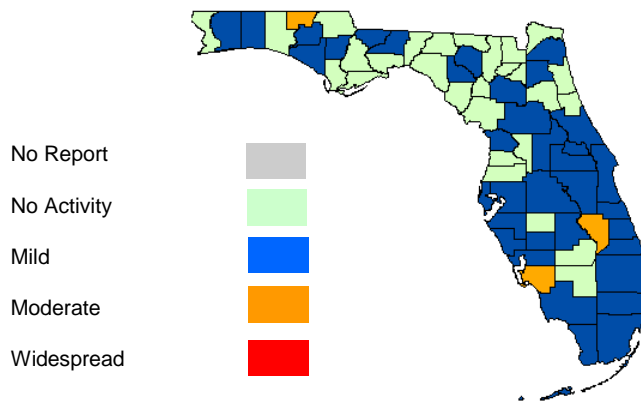 No Report
No Activity
Mild
Moderate
Widespread